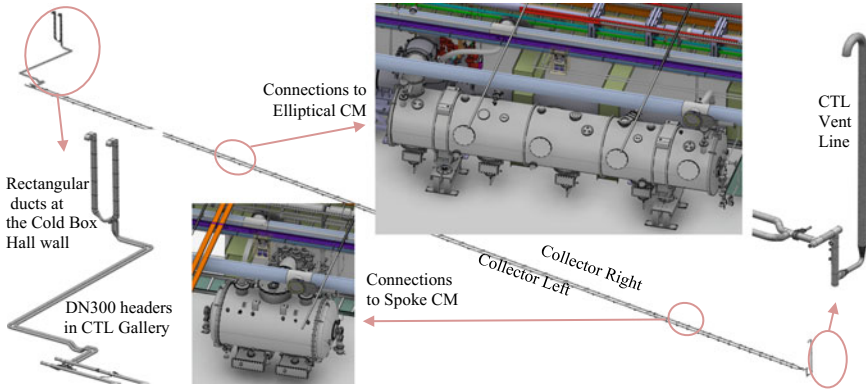 Connections to
Elliptical CM
CTL
Vent
Line
Rectangular
ducts at
the Cold Box
Hall wall
Collector Right
Collector Left
Connections
to Spoke CM
DN300 headers
in CTL Gallery